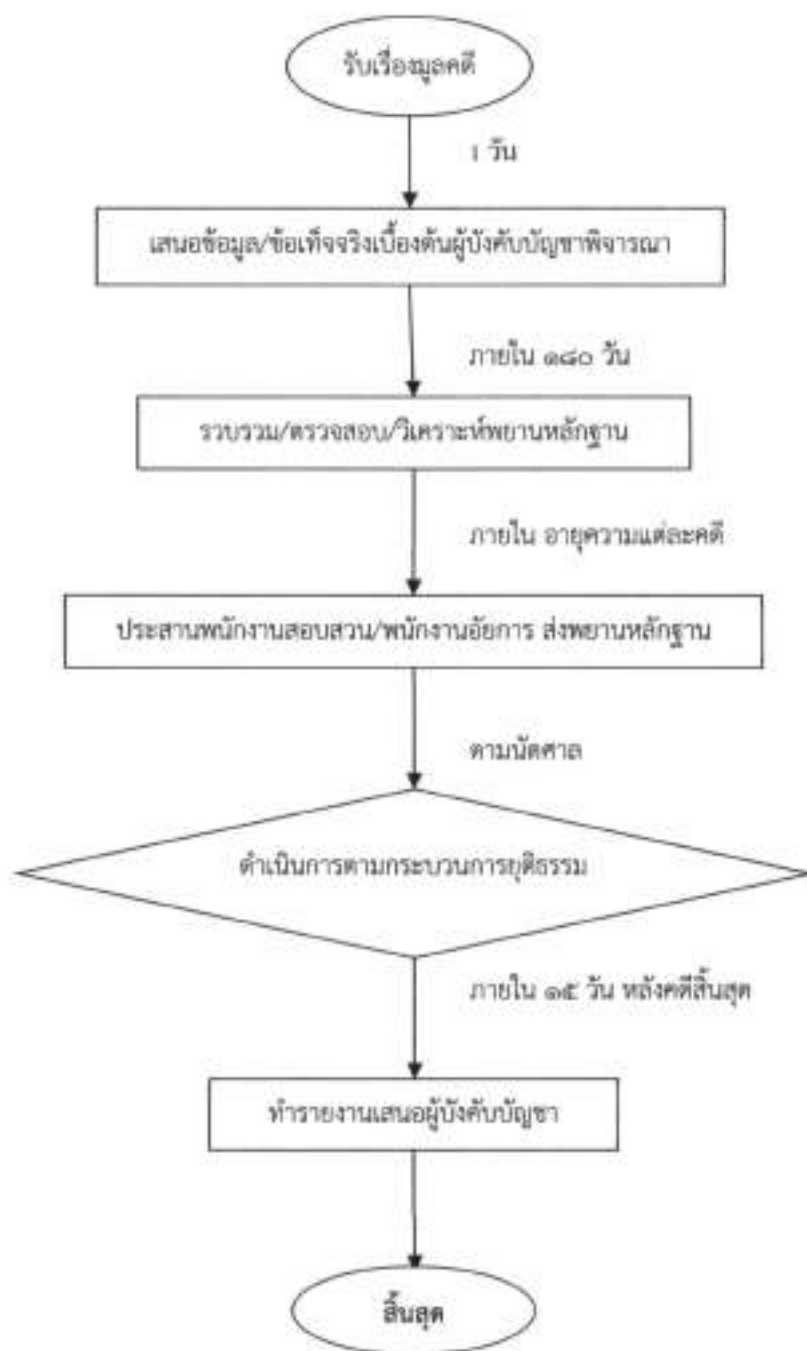 รับเรื่องมูลคดี
1 วัน
เสนอข้อมูล/ข้อเท็จจริงเบื้องต้นผู้บังคับบัญชาพิจารณา
ภายใน ๑๘๐ วัน
รวบรวม/ตรวจสอบ/วิเคราะห์พยานหลักฐาน
ภายใน อายุความแต่ละคดี
ประสานพนักงานสอบสวน/พนักงานอัยการ ส่งพยานหลักฐาน
ตามนัดศาล
ดำเนินการตามกระบวนการยุติธรรม
ภายใน ๑๕ วัน หลังคดีสิ้นสุด
ทำรายงานเสนอผู้บังคับบัญชา
สิ้นสุด